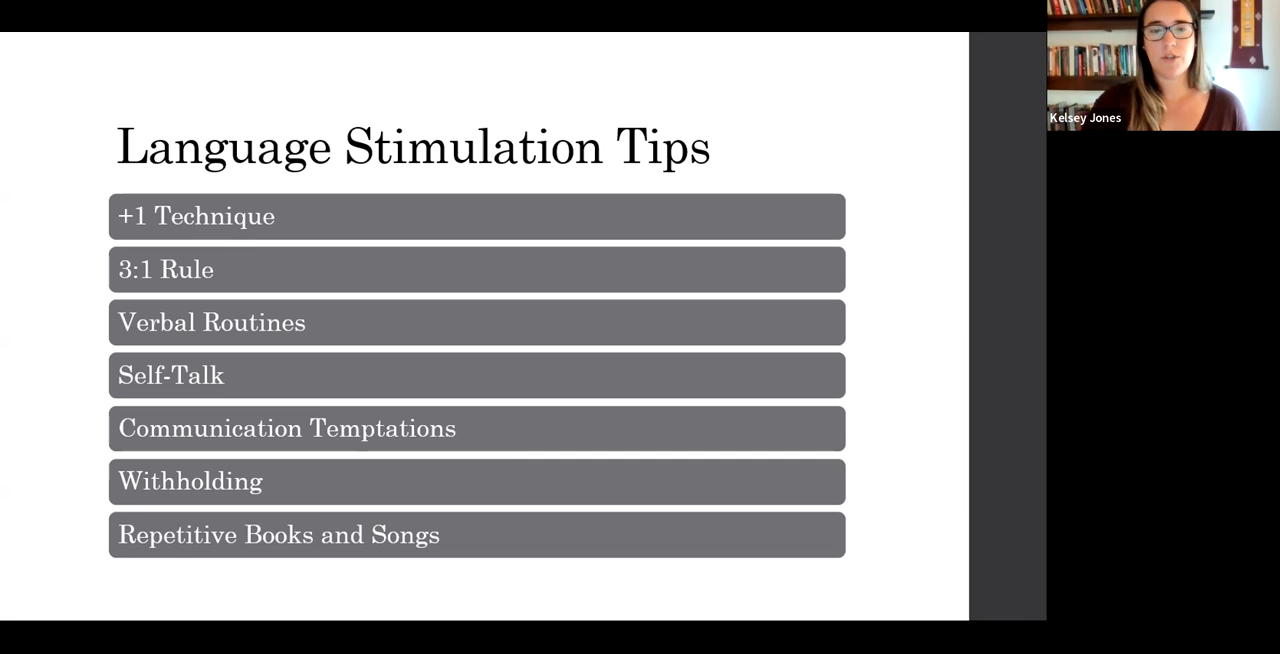 Language Stimulation Tips
+1 Technique
3:1 Rule
Verbal Routines
Self-Talk
Communication Temptations
Withholding
Repetitive Books and Songs
Kelsey Jones